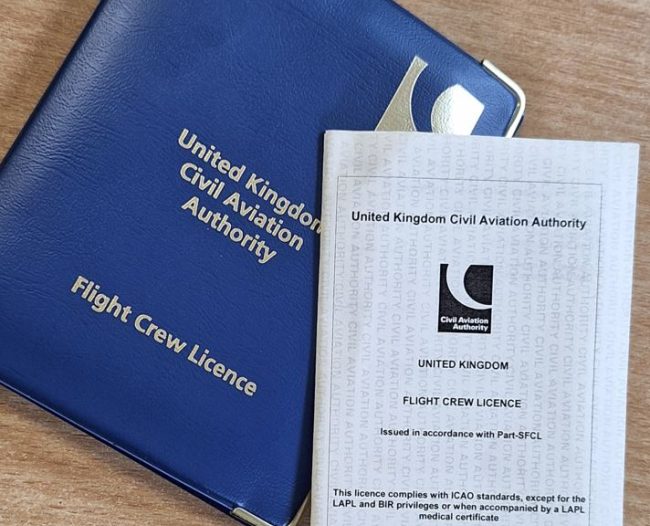 United Kingdom
Civil Aviation
Authority
Flight Crew Licence
United Kingdom Civil Aviation Authority
Civil Aviation
Authority
UNITED KINGDOM
FLIGHT CREW LICENCE
Issued in accordance with Part-SFCL
This licence complies with ICAO standards, except for the
LAPL and BIR privileges or when accompanied by a LAPL
medical certificate